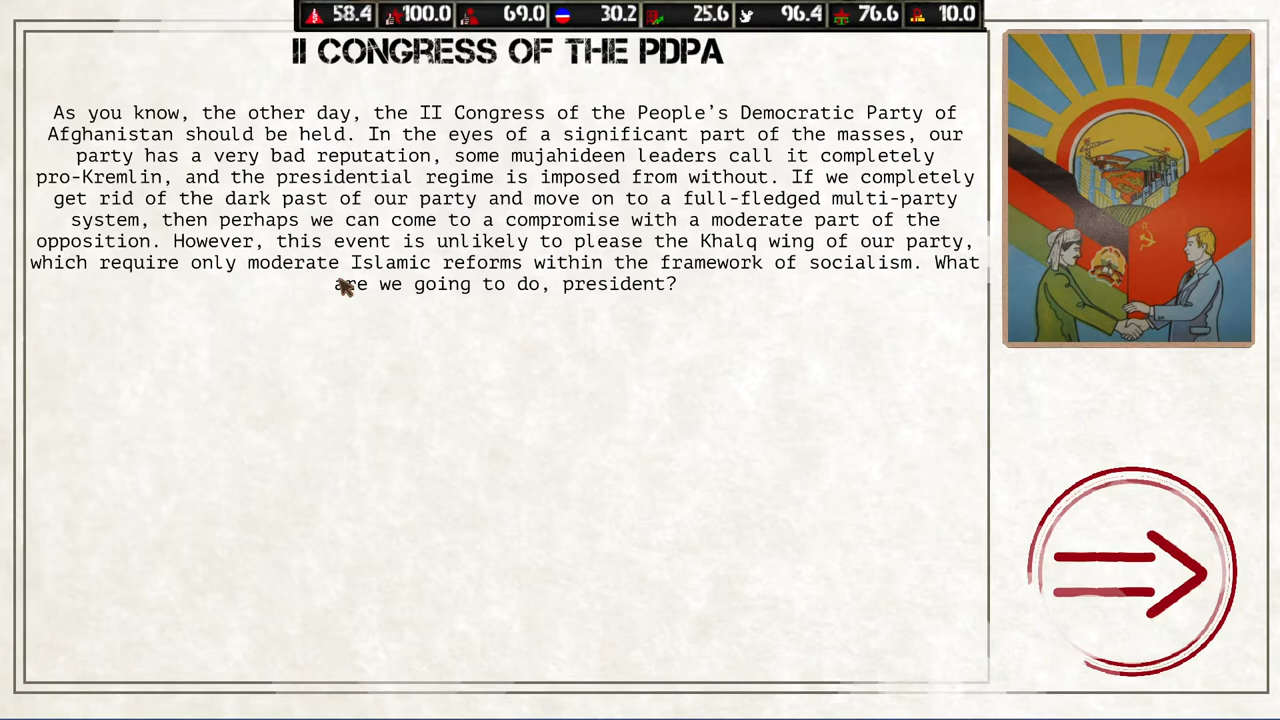 58.4 100.0 69.0 30.2 25.6 96.4 76.6 10.0
II CONGRESS OF THE PDPA
As you know, the other day, the II Congress of the People's Democratic Party of
Afghanistan should be held. In the eyes of a significant part of the masses, our
party has a very bad reputation, some mujahideen leaders call it completely
pro-Kremlin, and the presidential regime is imposed from without. If we completely
get rid of the dark past of our party and move on to a full-fledged multi-party
system, then perhaps we can come to a compromise with a moderate part of the
opposition. However, this event is unlikely to please the Khalq wing of our party,
which require only moderate Islamic reforms within the framework of socialism. What
are we going to do, president?